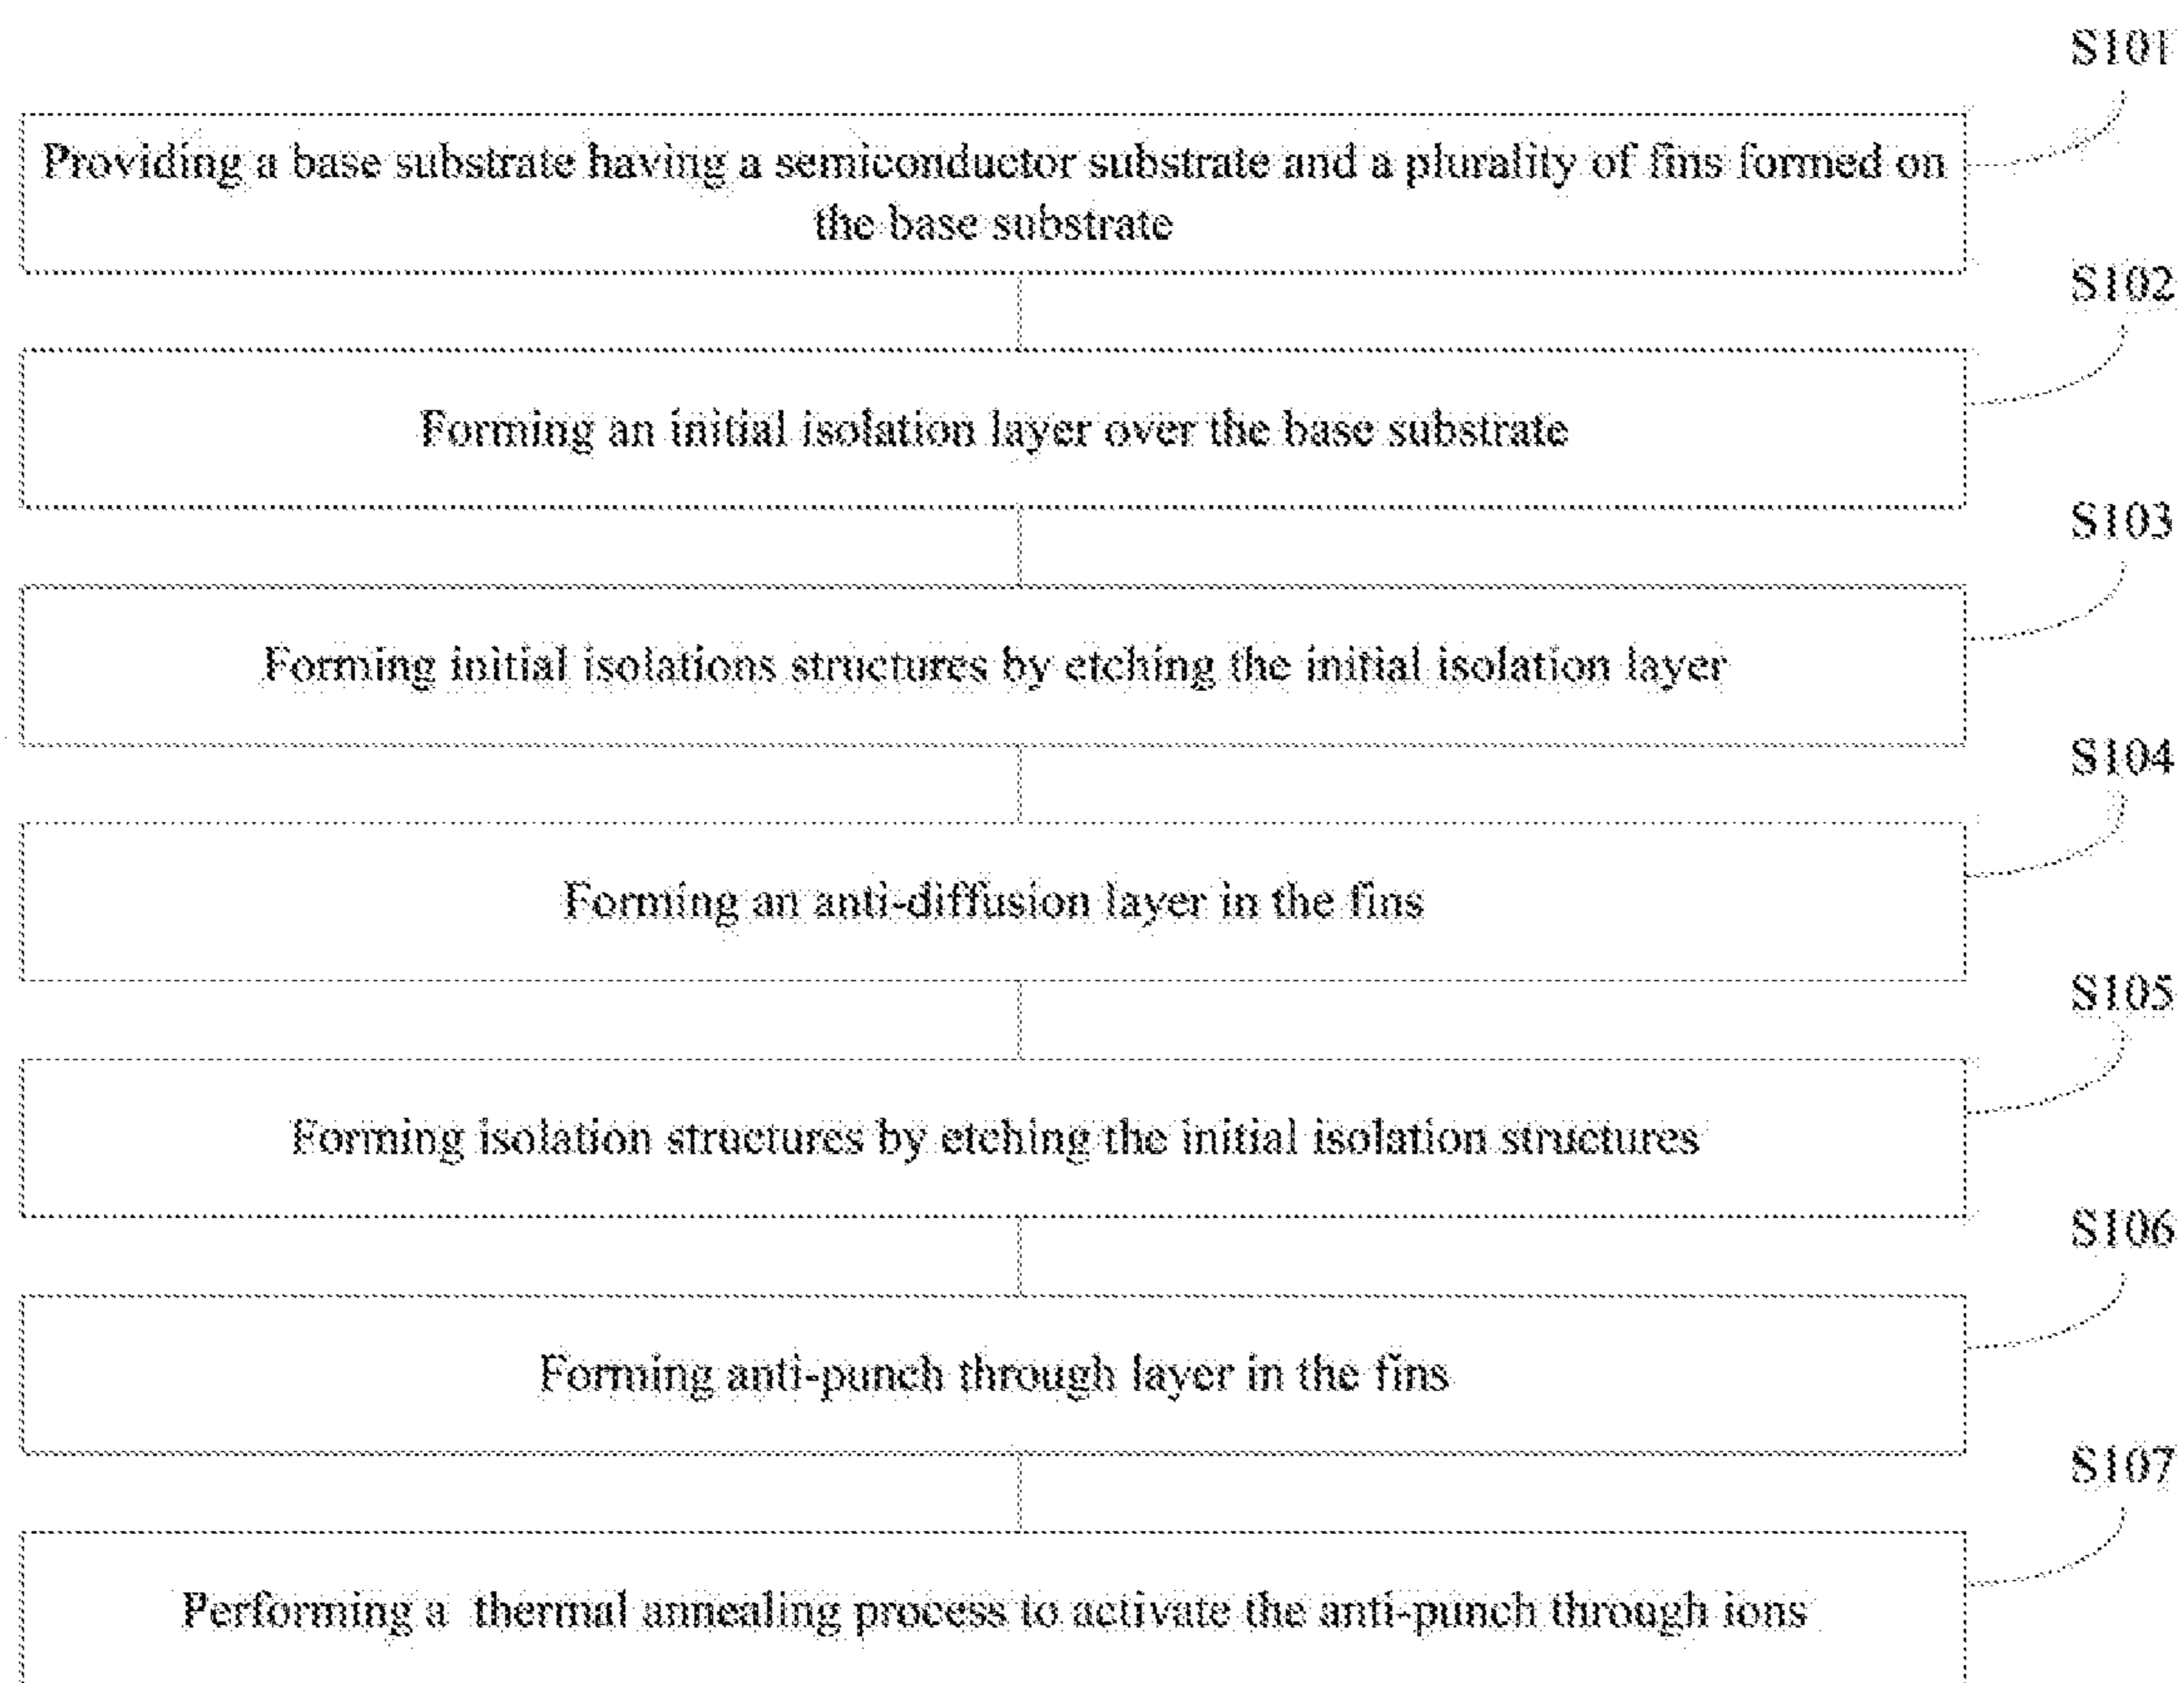 S101
Providing a base substrate having a semiconductor substrate and a plurality of fins formed on
the base substrate
S102
Forming an initial isolation layer over the base substrate
S103
Forming initial isolations structures by etching the initial isolation layer
S104
Forming an anti-diffusion layer in the fins
S105
Forming isolation structures by etching the initial isolation structures
S106
Forming anti-punch through layer in the fins
S107
Performing a thermal annealing process to activate the anti-punch through ions